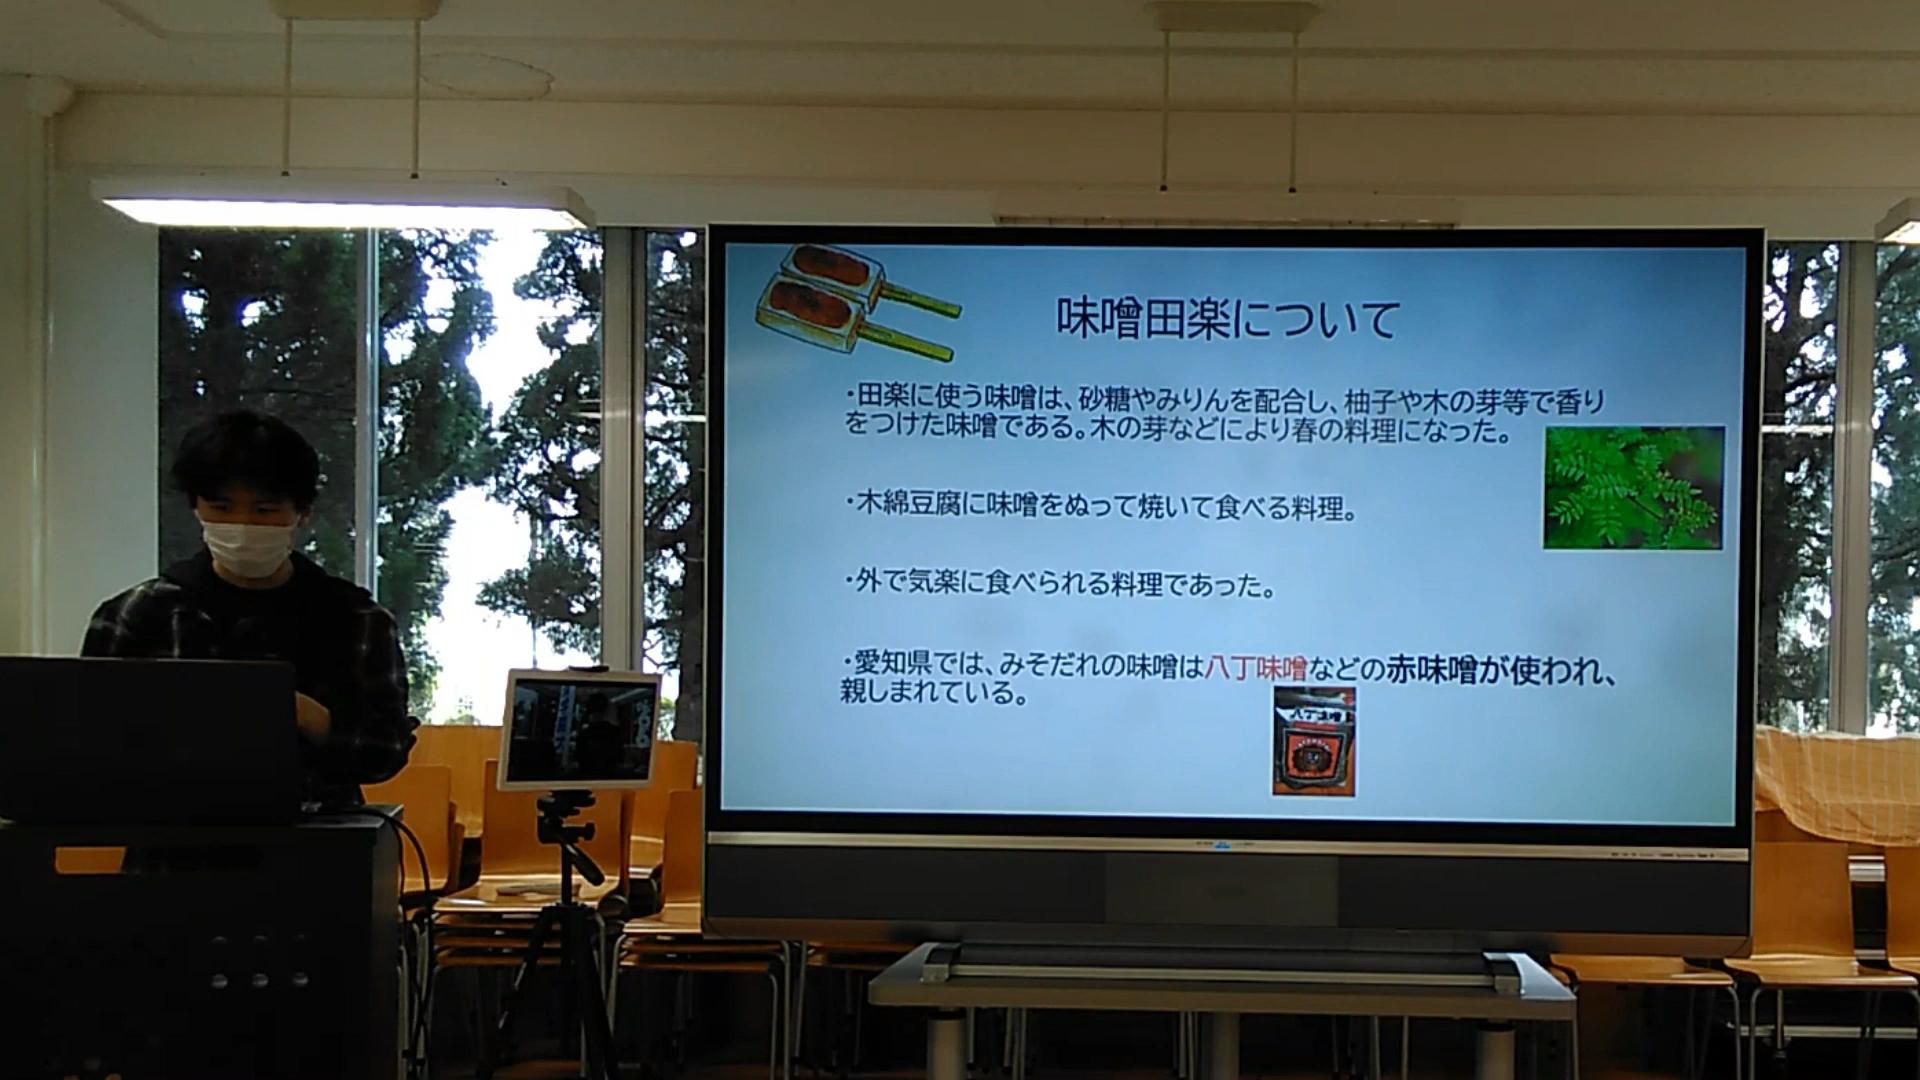 味噌田楽について
・田楽に使う味噌は、砂糖やみりんを配合し、柚子や木の芽等で香り
をつけた味噌である。木の芽などにより春の料理になった。
・木綿豆腐に味噌をぬって焼いて食べる料理。
・外で気楽に食べられる料理であった。
・愛知県では、みそだれの味噌は八丁味噌などの赤味噌が使われ、
親しまれている。
八丁味噌